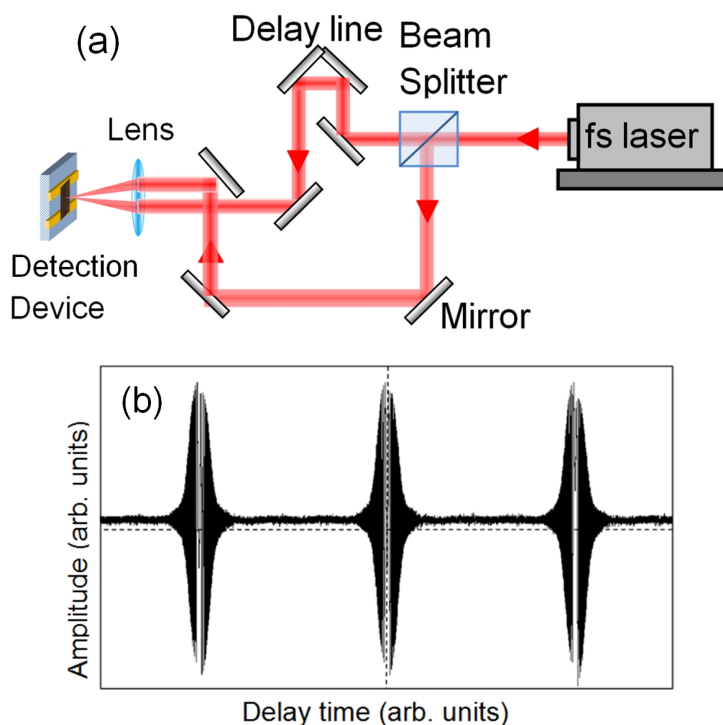 (a)
Delay line
Beam
Splitter
fs laser
Lens
Detection
Device
Mirror
(b)
Amplitude (arb. units)
Delay time (arb. units)